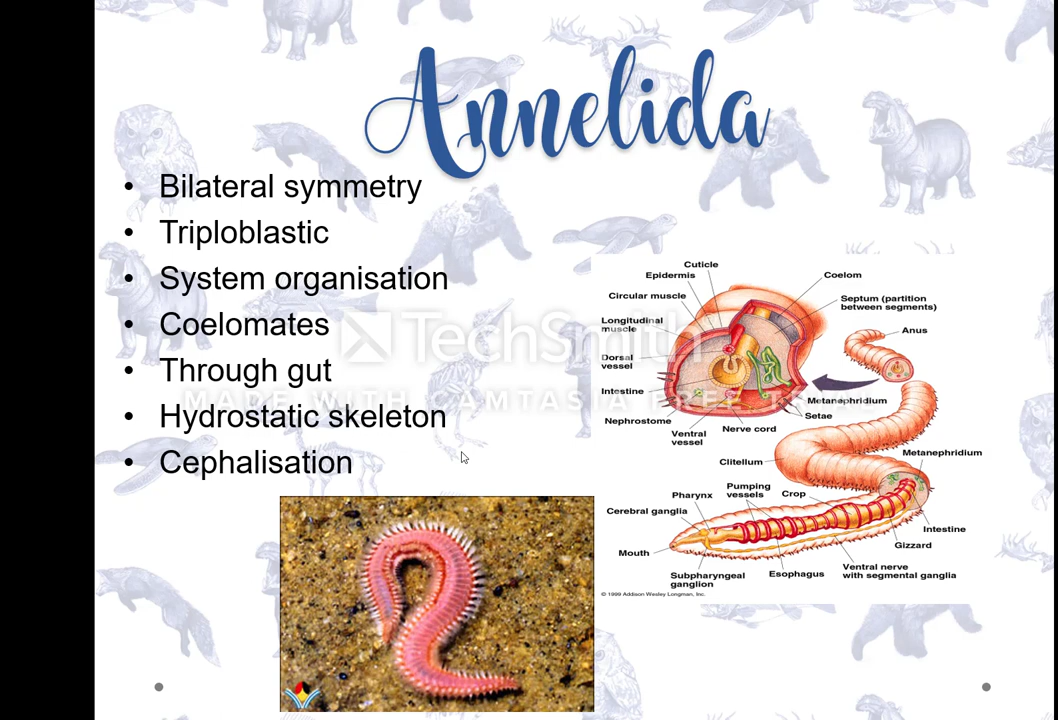 Annelida
• Bilateral symmetry
• Triploblastic
• System organisation
• Coelomates
• Through gut
• Hydrostatic skeleton
• Cephalisation
TechSmith
MADE WITH CAMTASIA FREE TRIAL
Cuticle
Epidermis
Circular muscle
Longitudinal
muscle
Dorsal
vessel
Intestine
Nephrostome
Ventral
vessel
Nerve cord
Coelom
Septum (partition
between segments)
Anus
Metanephridium
Setae
Clitellum
Metanephridium
Pumping
vessels
Crop
Pharynx
Cerebral ganglia
Mouth
Subpharyngeal
ganglion
Esophagus
Intestine
Gizzard
Ventral nerve
with segmental ganglia
© 1999 Addison Wesley Longman, Inc.